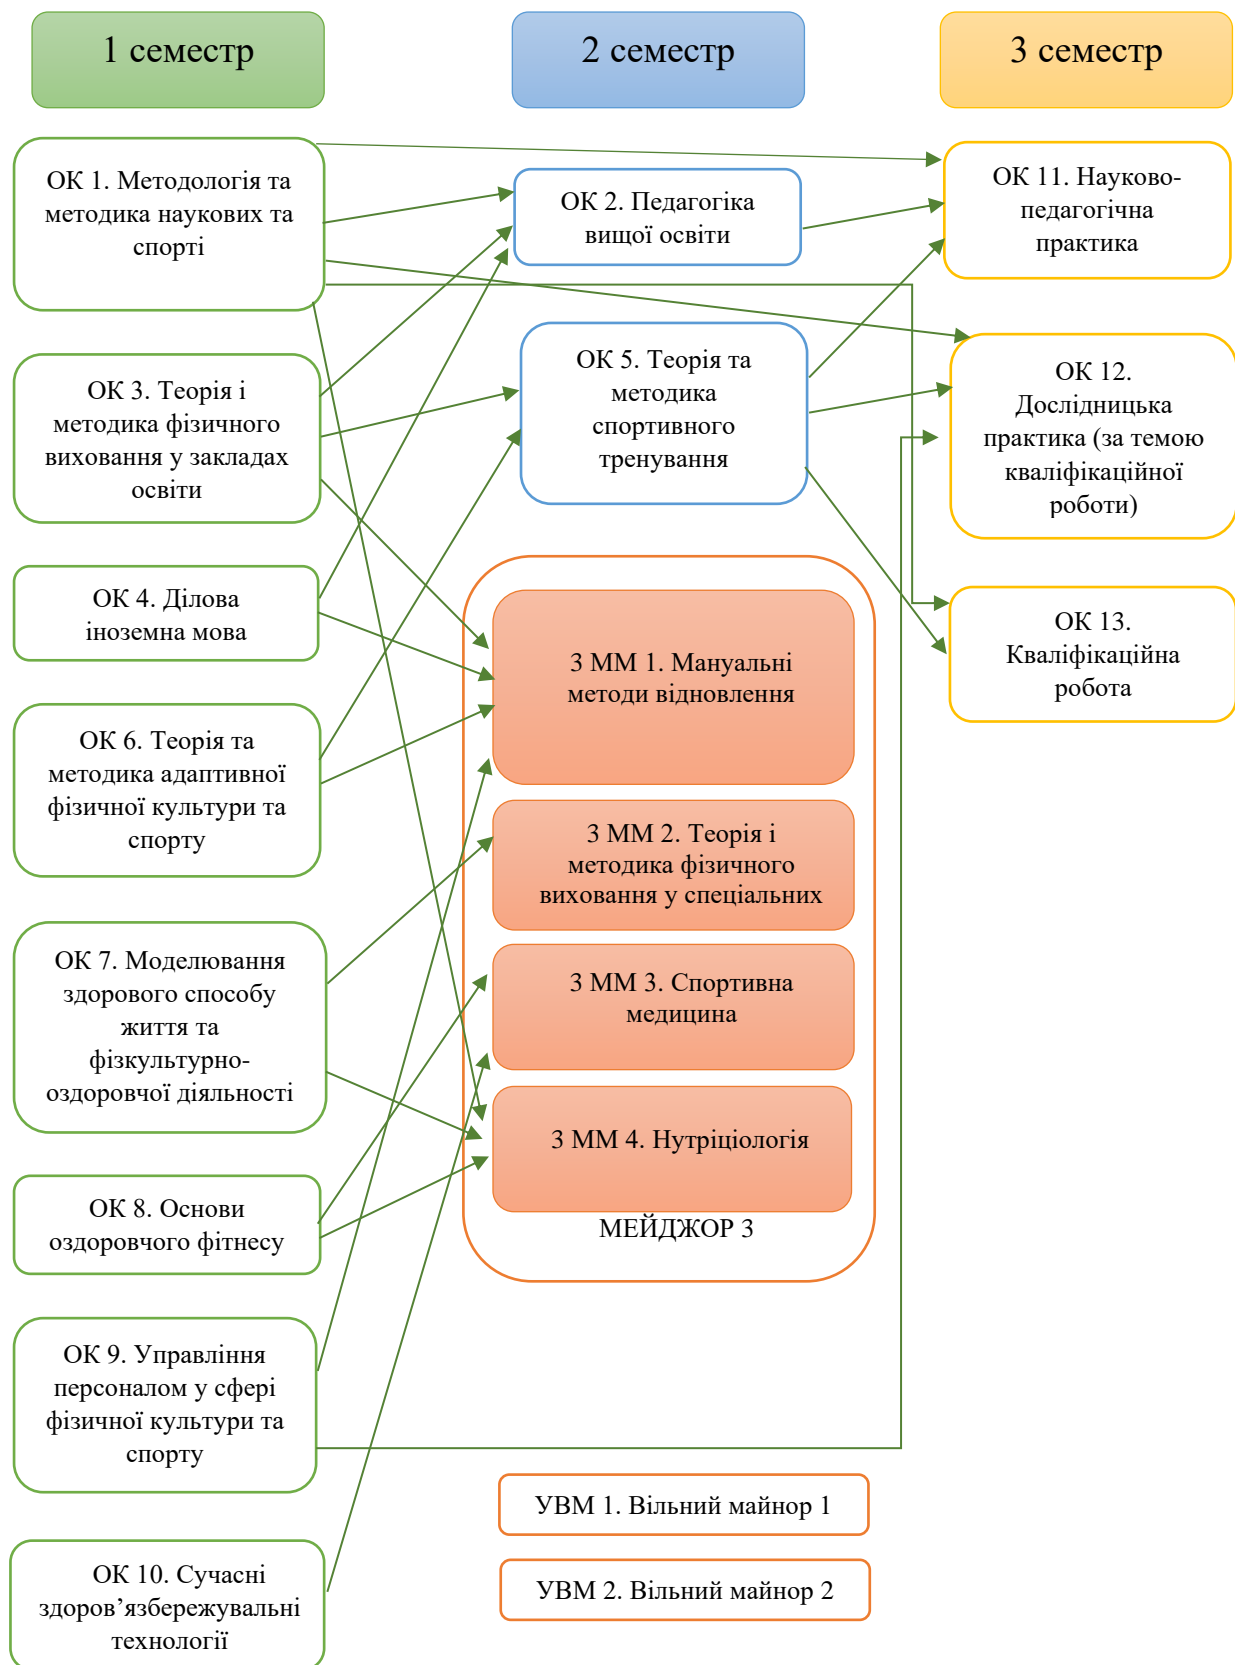 1 семестр
2 семестр
3 семестр
ОК 1. Методологія та
методика наукових та
спорті
ОК 3. Теорія і
методика фізичного
виховання у закладах
освіти
ОК 4. Ділова
іноземна мова
ОК 6. Теорія та
методика адаптивної
фізичної культури та
спорту
ОК 7. Моделювання
здорового способу
життя та
фізкультурно-
оздоровчої діяльності
ОК 8. Основи
оздоровчого фітнесу
ОК 9. Управління
персоналом у сфері
фізичної культури та
спорту
ОК 10. Сучасні
здоров’язбережувальні
технології
ОК 2. Педагогіка
вищої освіти
ОК 5. Теорія та
методика
спортивного
тренування
3 ММ 1. Мануальні
методи відновлення
3 ММ 2. Теорія і
методика фізичного
виховання у спеціальних
3 ММ 3. Спортивна
медицина
3 ММ 4. Нутріціологія
МЕЙДЖОР 3
УВМ 1. Вільний майнор 1
УВМ 2. Вільний майнор 2
ОК 11. Науково-
педагогічна
практика
ОК 12.
Дослідницька
практика (за темою
кваліфікаційної
роботи)
ОК 13.
Кваліфікаційна
робота